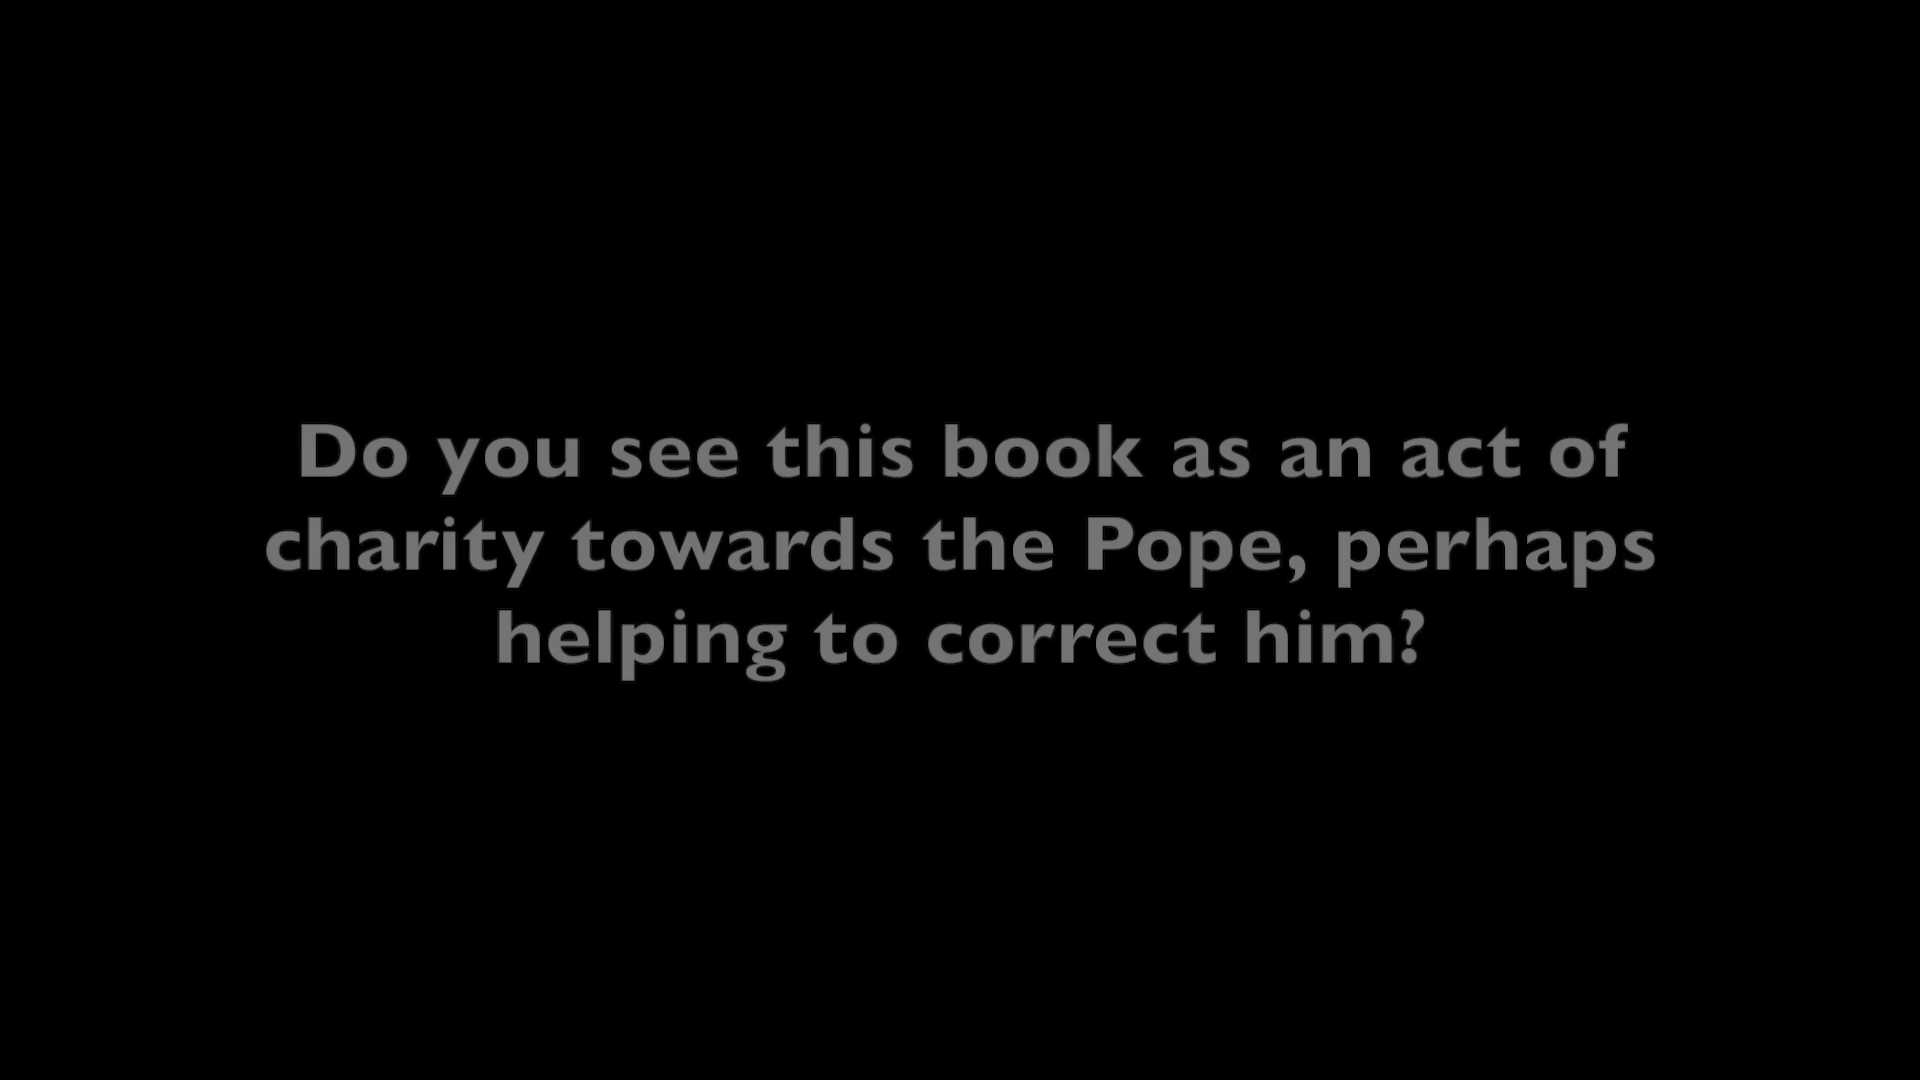 Do you see this book as an act of
charity towards the Pope, perhaps
helping to correct him?